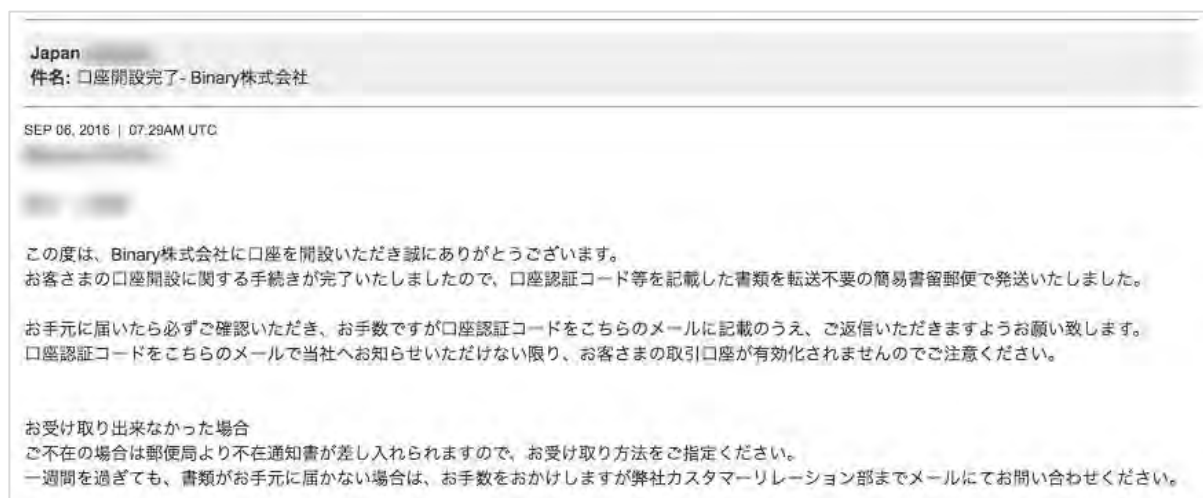 Japan
件名: 口座開設完了- Binary株式会社
SEP 06, 2016 | 07:29AM UTC
この度は、Binary株式会社に口座を開設いただき誠にありがとうございます。
お客さまの口座開設に関する手続きが完了いたしましたので、口座認証コード等を記載した書類を転送不要の簡易書留郵便で発送いたしました。
お手元に届いたら必ずご確認いただき、お手数ですが口座認証コードをこちらのメールに記載のうえ、ご返信いただきますようお願い致します。
口座認証コードをこちらのメールで当社へお知らせいただけない限り、お客さまの取引口座が有効化されませんのでご注意ください。
お受け取り出来なかった場合
ご不在の場合は郵便局より不在通知書が差し入れられますので、お受け取り方法をご指定ください。
一週間を過ぎても、書類がお手元に届かない場合は、お手数をおかけしますが弊社カスタマーリレーション部までメールにてお問い合わせください。